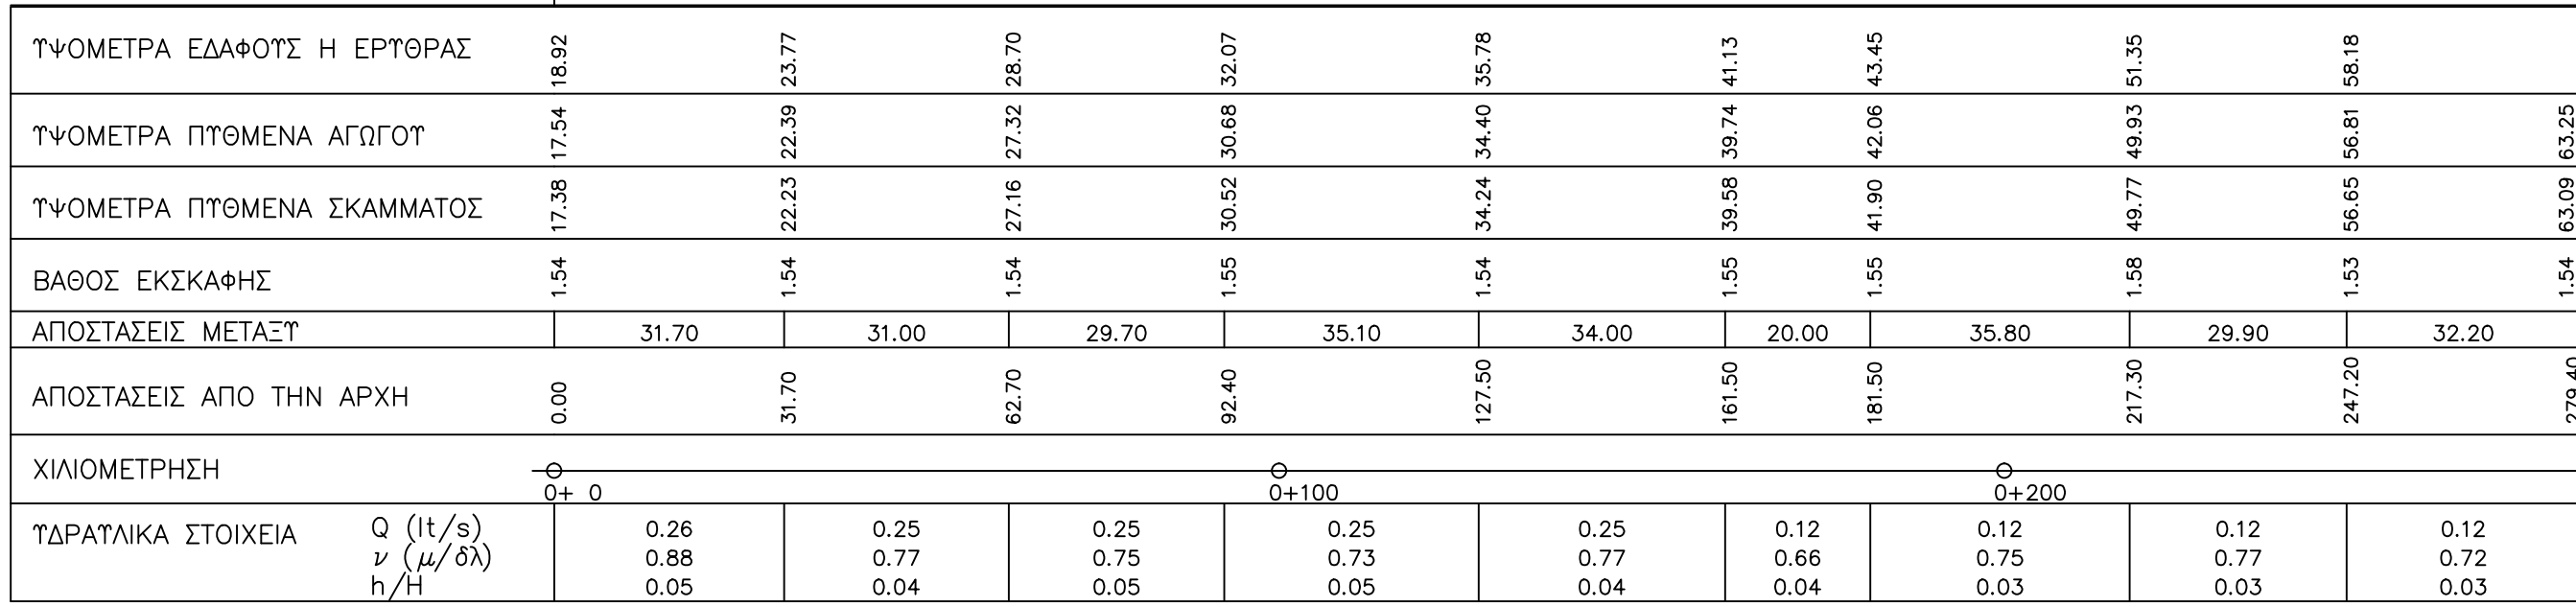 ΥΨΟΜΕΤΡΑ ΕΔΑΦΟΥΣ Η ΕΡΥΘΡΑΣ 18.92 23.77 28.70 32.07 35.78 41.13 43.45 51.35 58.18
ΥΨΟΜΕΤΡΑ ΠΥΘΜΕΝΑ ΑΓΩΓΟΥ 17.54 22.39 27.32 30.68 34.40 39.74 42.06 49.93 56.81 63.25
ΥΨΟΜΕΤΡΑ ΠΥΘΜΕΝΑ ΣΚΑΜΜΑΤΟΣ 17.38 22.23 27.16 30.52 34.24 39.58 41.90 49.77 56.65 63.09
ΒΑΘΟΣ ΕΚΣΚΑΦΗΣ 1.54 1.54 1.54 1.55 1.54 1.55 1.55 1.58 1.53 1.54
ΑΠΟΣΤΑΣΕΙΣ ΜΕΤΑΞΥ 31.70 31.00 29.70 35.10 34.00 20.00 35.80 29.90 32.20
ΑΠΟΣΤΑΣΕΙΣ ΑΠΟ ΤΗΝ ΑΡΧΗ 0.00 31.70 62.70 92.40 127.50 161.50 181.50 217.30 247.20 279.40
ΧΙΛΙΟΜΕΤΡΗΣΗ
0+ 0 0+100 0+200
ΥΔΡΑΥΛΙΚΑ ΣΤΟΙΧΕΙΑ Q (lt/s) 0.26 0.25 0.25 0.25 0.25 0.12 0.12 0.12 0.12
ν (μ/δλ) 0.88 0.77 0.75 0.73 0.77 0.66 0.75 0.77 0.72
h/H 0.05 0.04 0.05 0.05 0.04 0.04 0.03 0.03 0.03